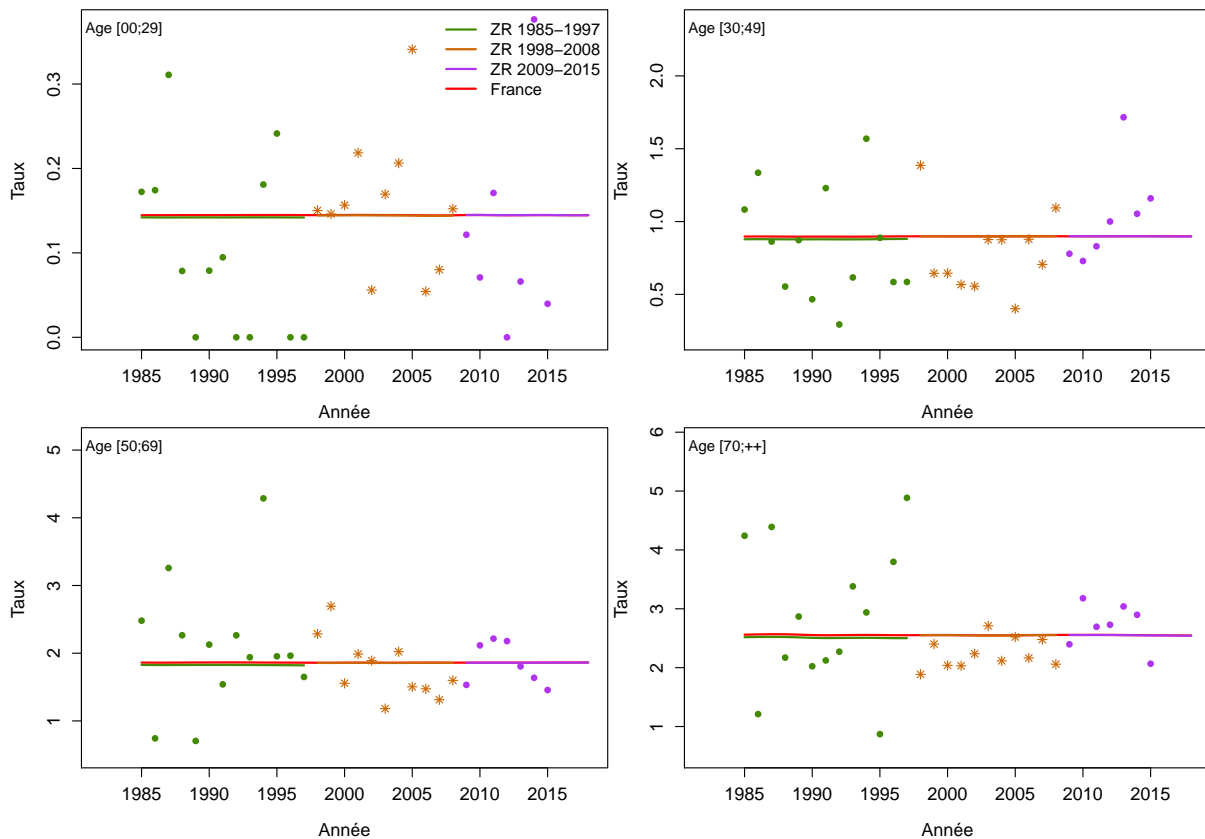 Age [00;29]
ZR 1985−1997
ZR 1998−2008
ZR 2009−2015
France
Taux
0.0
0.1
0.2
0.3
1985 1990 1995 2000 2005 2010 2015
Année
Age [30;49]
Taux
0.5
1.0
1.5
2.0
1985 1990 1995 2000 2005 2010 2015
Année
Age [50;69]
Taux
1
2
3
4
5
1985 1990 1995 2000 2005 2010 2015
Année
Age [70;++]
Taux
1
2
3
4
5
6
1985 1990 1995 2000 2005 2010 2015
Année